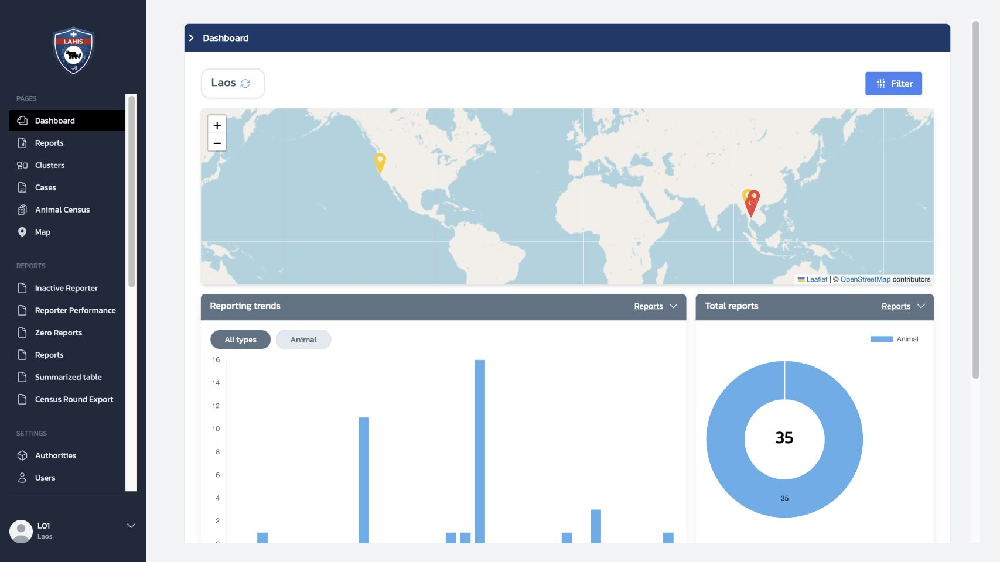 LAHIS
PAGES
Dashboard
Reports
Clusters
Cases
Animal Census
Map
REPORTS
Inactive Reporter
Reporter Performance
Zero Reports
Reports
Summarized table
Census Round Export
SETTINGS
Authorities
Users
L01
Laos
Dashboard
Laos
Filter
+
−
Leaflet | © OpenStreetMap contributors
Reporting trends
Reports
All types
Animal
16
14
12
10
8
6
4
2
Total reports
Reports
Animal
35
35